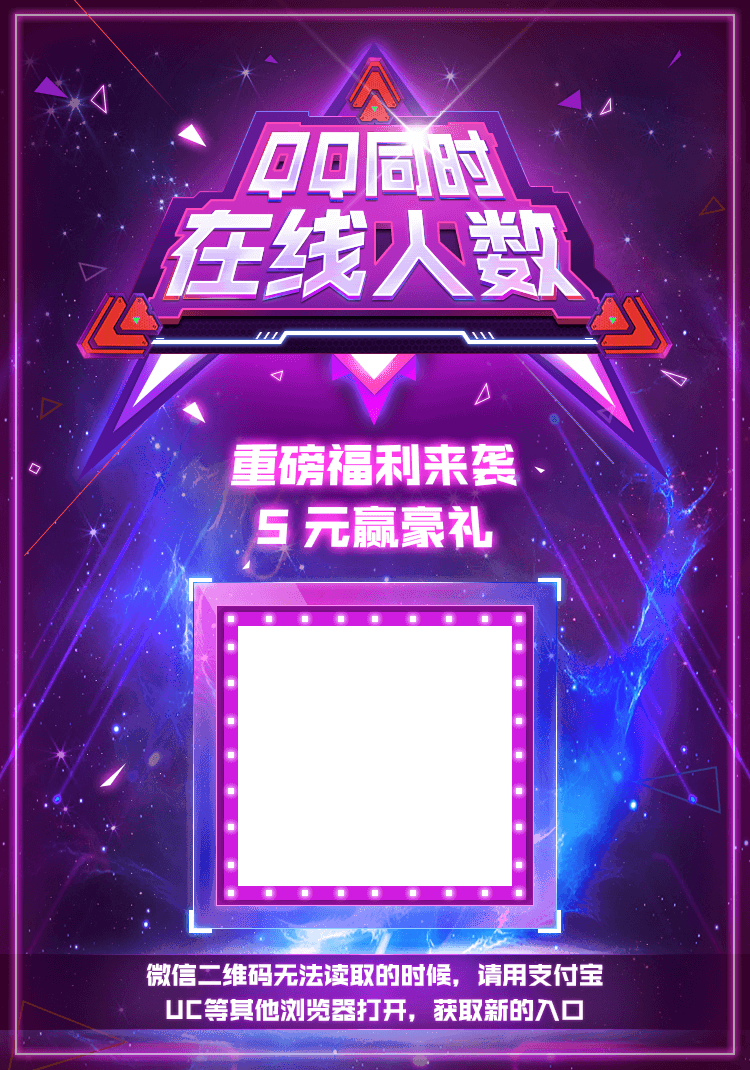 QQ同时
在线人数
重磅福利来袭
5 元赢豪礼
微信二维码无法读取的时候，请用支付宝
UC等其他浏览器打开，获取新的入口